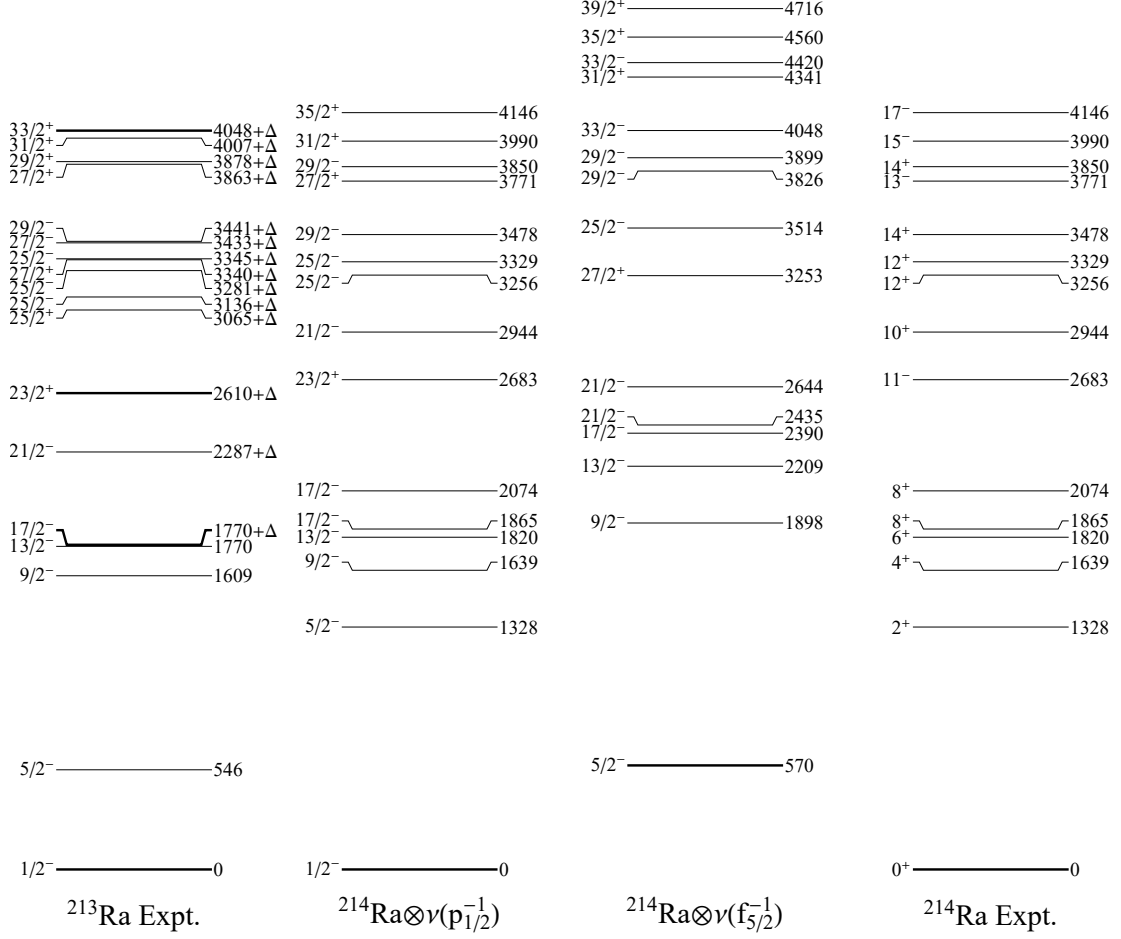 33/2⁺ 4048+Δ
31/2⁺ 4007+Δ
29/2⁺ 3878+Δ
27/2⁺ 3863+Δ
29/2⁻ 3441+Δ
27/2⁻ 3433+Δ
25/2⁻ 3345+Δ
27/2⁺ 3340+Δ
25/2⁻ 3281+Δ
25/2⁻ 3136+Δ
25/2⁺ 3065+Δ
23/2⁺ 2610+Δ
21/2⁻ 2287+Δ
17/2⁻ 1770+Δ
13/2⁻ 1770
9/2⁻ 1609
5/2⁻ 546
1/2⁻ 0
²¹³Ra Expt.
35/2⁺ 4146
31/2⁺ 3990
29/2⁻ 3850
27/2⁺ 3771
29/2⁻ 3478
25/2⁻ 3329
25/2⁻ 3256
21/2⁻ 2944
23/2⁺ 2683
17/2⁻ 2074
17/2⁻ 1865
13/2⁻ 1820
9/2⁻ 1639
5/2⁻ 1328
1/2⁻ 0
²¹⁴Ra⊗ν(p₁/₂⁻¹)
39/2⁺ 4716
35/2⁺ 4560
33/2⁻ 4420
31/2⁺ 4341
33/2⁻ 4048
29/2⁻ 3899
29/2⁻ 3826
25/2⁻ 3514
27/2⁺ 3253
21/2⁻ 2644
21/2⁻ 2435
17/2⁻ 2390
13/2⁻ 2209
9/2⁻ 1898
5/2⁻ 570
²¹⁴Ra⊗ν(f₅/₂⁻¹)
17⁻ 4146
15⁻ 3990
14⁺ 3850
13⁻ 3771
14⁺ 3478
12⁺ 3329
12⁺ 3256
10⁺ 2944
11⁻ 2683
8⁺ 2074
8⁺ 1865
6⁺ 1820
4⁺ 1639
2⁺ 1328
0⁺ 0
²¹⁴Ra Expt.